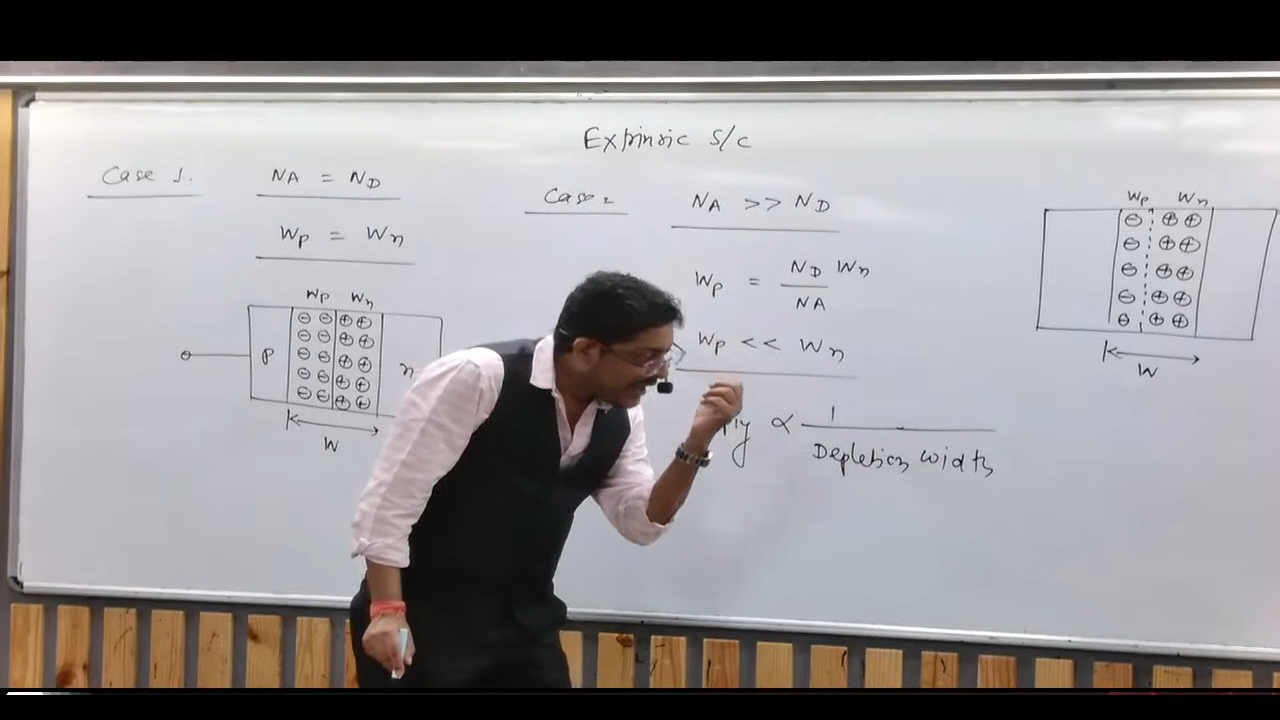 Extrinsic S/C
Case 1.
NA = ND
Wp = Wn
Wp Wn
⊖ ⊖ ⊕ ⊕
⊖ ⊖ ⊕ ⊕
p ⊖ ⊖ ⊕ ⊕ n
⊖ ⊖ ⊕ ⊕
⊖ ⊖ ⊕ ⊕
W
Case 2
NA >> ND
Wp = ND Wn
NA
Wp << Wn
∝ 1
Depletion width
Wp Wn
⊖ ⊕ ⊕
⊖ ⊕ ⊕
⊖ ⊕ ⊕
⊖ ⊕ ⊕
⊖ ⊕ ⊕
W